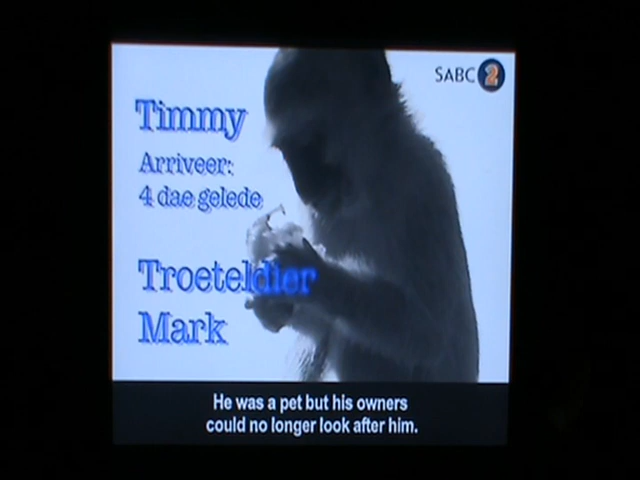 SABC 2
Timmy
Arriveer:
4 dae gelede
Troeteldier
Mark
He was a pet but his owners
could no longer look after him.